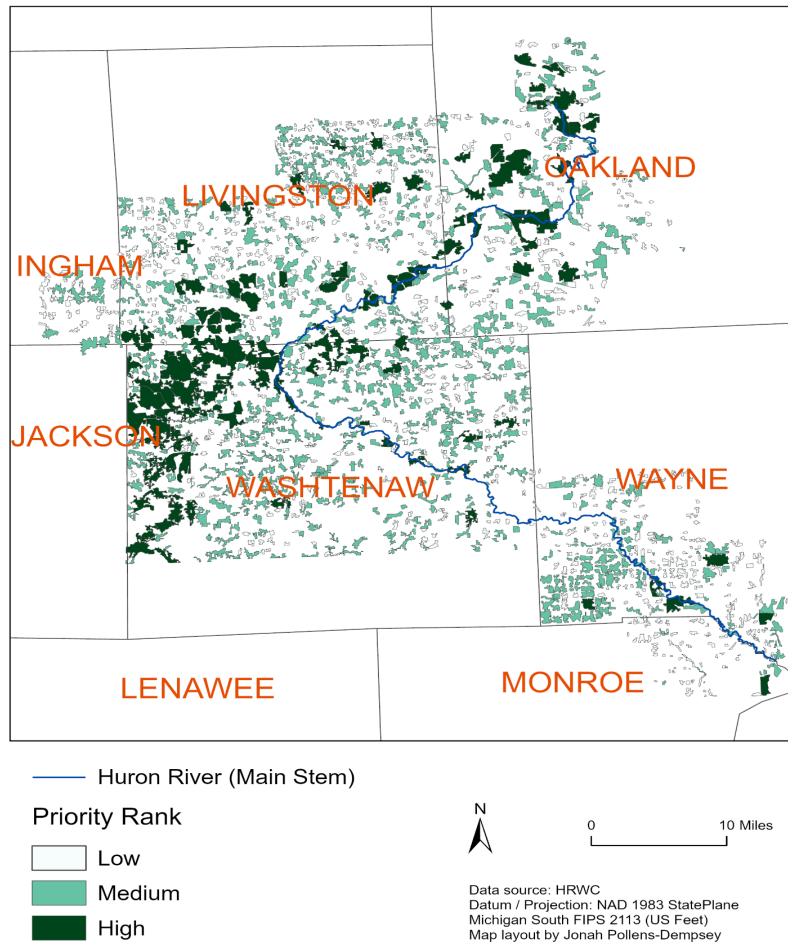 OAKLAND
LIVINGSTON
INGHAM
JACKSON
WASHTENAW
WAYNE
LENAWEE
MONROE
Huron River (Main Stem)
Priority Rank
Low
Medium
High
N
0 10 Miles
Data source: HRWC
Datum / Projection: NAD 1983 StatePlane
Michigan South FIPS 2113 (US Feet)
Map layout by Jonah Pollens-Dempsey